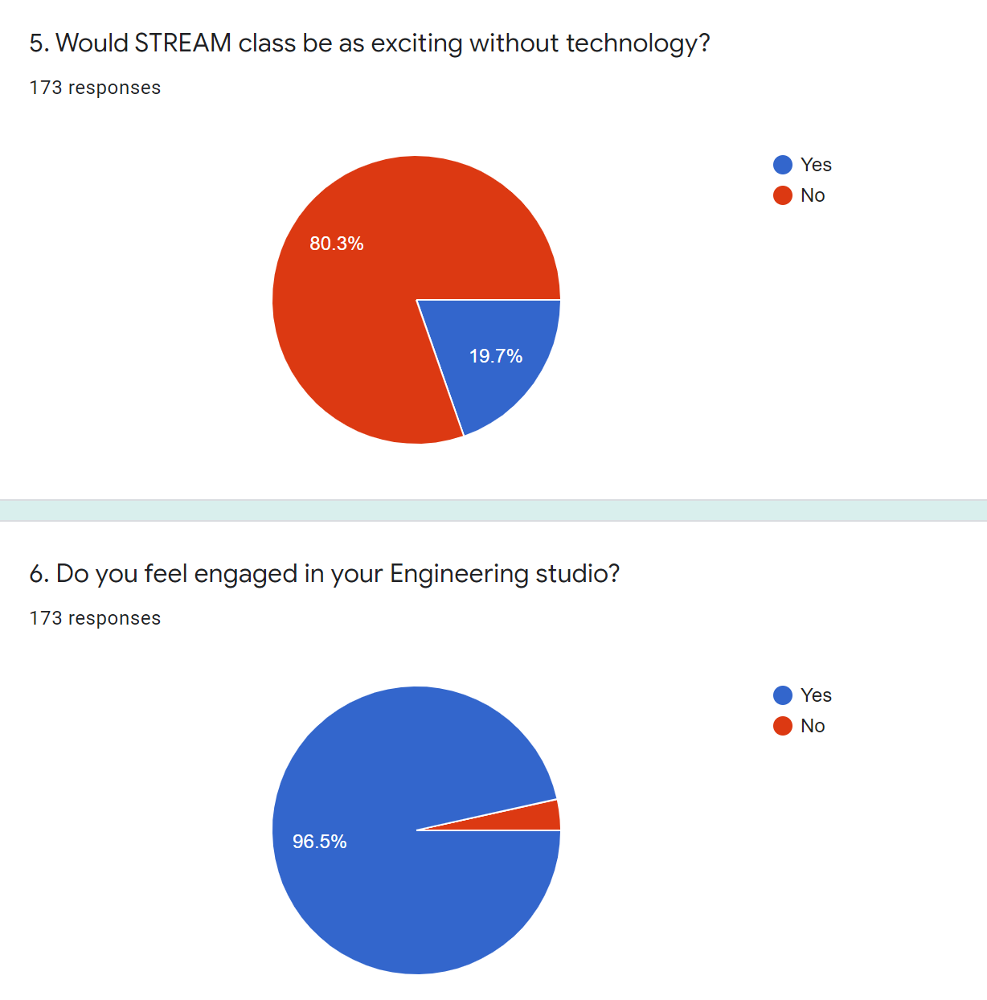 5. Would STREAM class be as exciting without technology?
173 responses
Yes
No
80.3%
19.7%
6. Do you feel engaged in your Engineering studio?
173 responses
Yes
No
96.5%